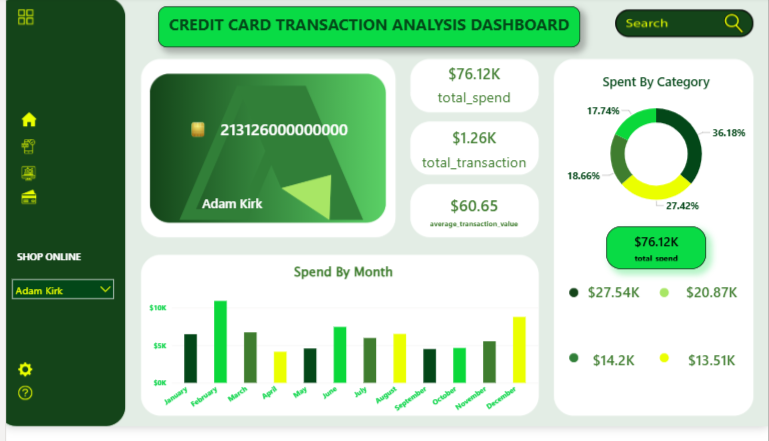 CREDIT CARD TRANSACTION ANALYSIS DASHBOARD
Search
SHOP ONLINE
Adam Kirk
213126000000000
Adam Kirk
$76.12K
total_spend
$1.26K
total_transaction
$60.65
average_transaction_value
Spent By Category
17.74%
36.18%
18.66%
27.42%
$76.12K
total_spend
$27.54K
$20.87K
$14.2K
$13.51K
Spend By Month
$10K
$5K
$0K
January
February
March
April
May
June
July
August
September
October
November
December